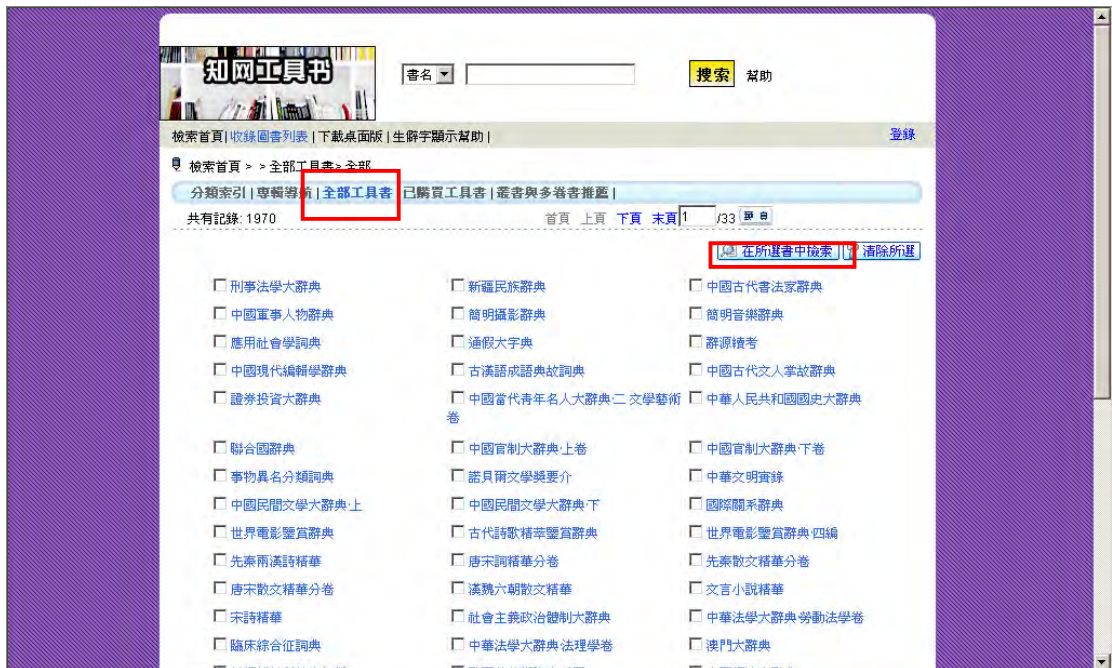 知网工具书
書名 搜索 幫助
檢索首頁|收錄圖書列表|下載桌面版|生僻字顯示幫助| 登錄
檢索首頁 > > 全部工具書> 全部
分類索引|專輯導航|全部工具書 已購買工具書|叢書與多卷書推薦|
共有記錄: 1970 首頁 上頁 下頁 末頁 1 /33
在所選書中檢索 清除所選
刑事法學大辭典 新疆民族辭典 中國古代書法家辭典
中國軍事人物辭典 簡明攝影辭典 簡明音樂辭典
應用社會學詞典 通假大字典 辭源續考
中國現代編輯學辭典 古漢語成語典故詞典 中國古代文人掌故辭典
證券投資大辭典 中國當代青年名人大辭典·二 文學藝術 中華人民共和國國史大辭典
卷
聯合國辭典 中國官制大辭典·上卷 中國官制大辭典·下卷
事物異名分類詞典 諾貝爾文學獎要介 中華文明實錄
中國民間文學大辭典·上 中國民間文學大辭典·下 國際關系辭典
世界電影鑒賞辭典 古代詩歌精萃鑒賞辭典 世界電影鑒賞辭典·四編
先秦兩漢詩精華 唐宋詞精華分卷 先秦散文精華分卷
唐宋散文精華分卷 漢魏六朝散文精華 文言小說精華
宋詩精華 社會主義政治體制大辭典 中華法學大辭典·勞動法學卷
臨床綜合征詞典 中華法學大辭典·法理學卷 澳門大辭典